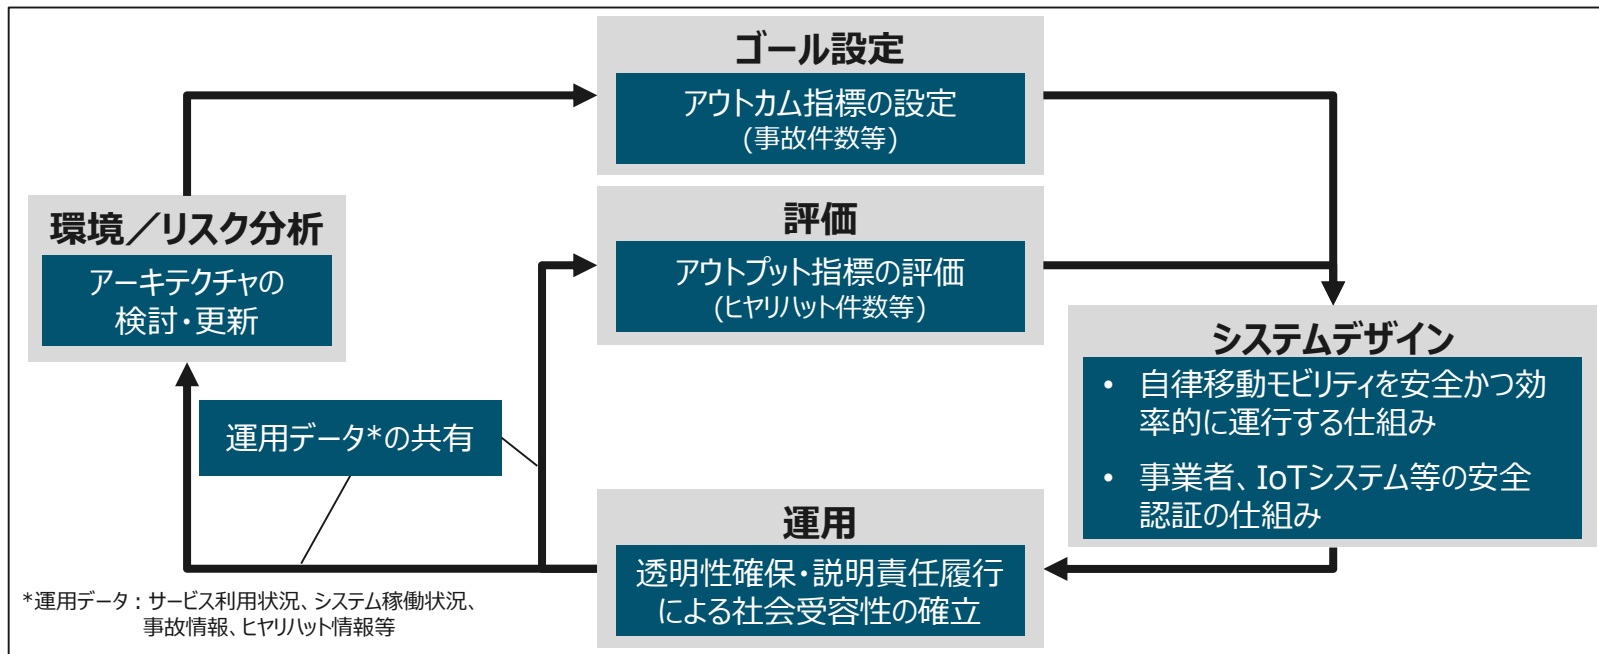 ゴール設定
アウトカム指標の設定
(事故件数等)
環境／リスク分析
アーキテクチャの
検討・更新
評価
アウトプット指標の評価
(ヒヤリハット件数等)
システムデザイン
• 自律移動モビリティを安全かつ効
率的に運行する仕組み
• 事業者、IoTシステム等の安全
認証の仕組み
運用データ*の共有
運用
透明性確保・説明責任履行
による社会受容性の確立
*運用データ：サービス利用状況、システム稼働状況、
事故情報、ヒヤリハット情報等